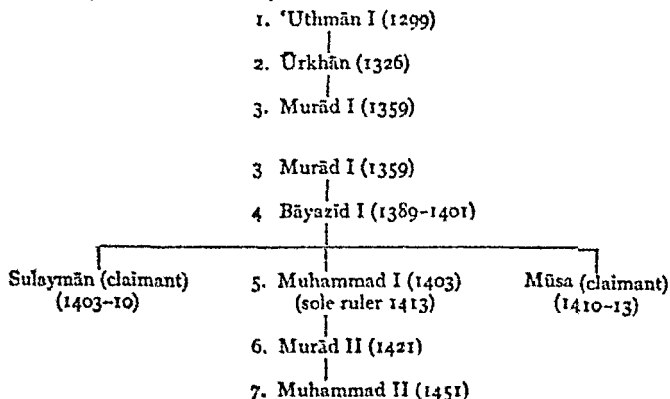 1. ‘Uthmān I (1299)
2. Ūrkhān (1326)
3. Murād I (1359)
3 Murād I (1359)
4 Bāyazīd I (1389-1401)
Sulaymān (claimant) 5. Muhammad I (1403) Mūsa (claimant)
(1403-10) (sole ruler 1413) (1410-13)
6. Murād II (1421)
7. Muhammad II (1451)